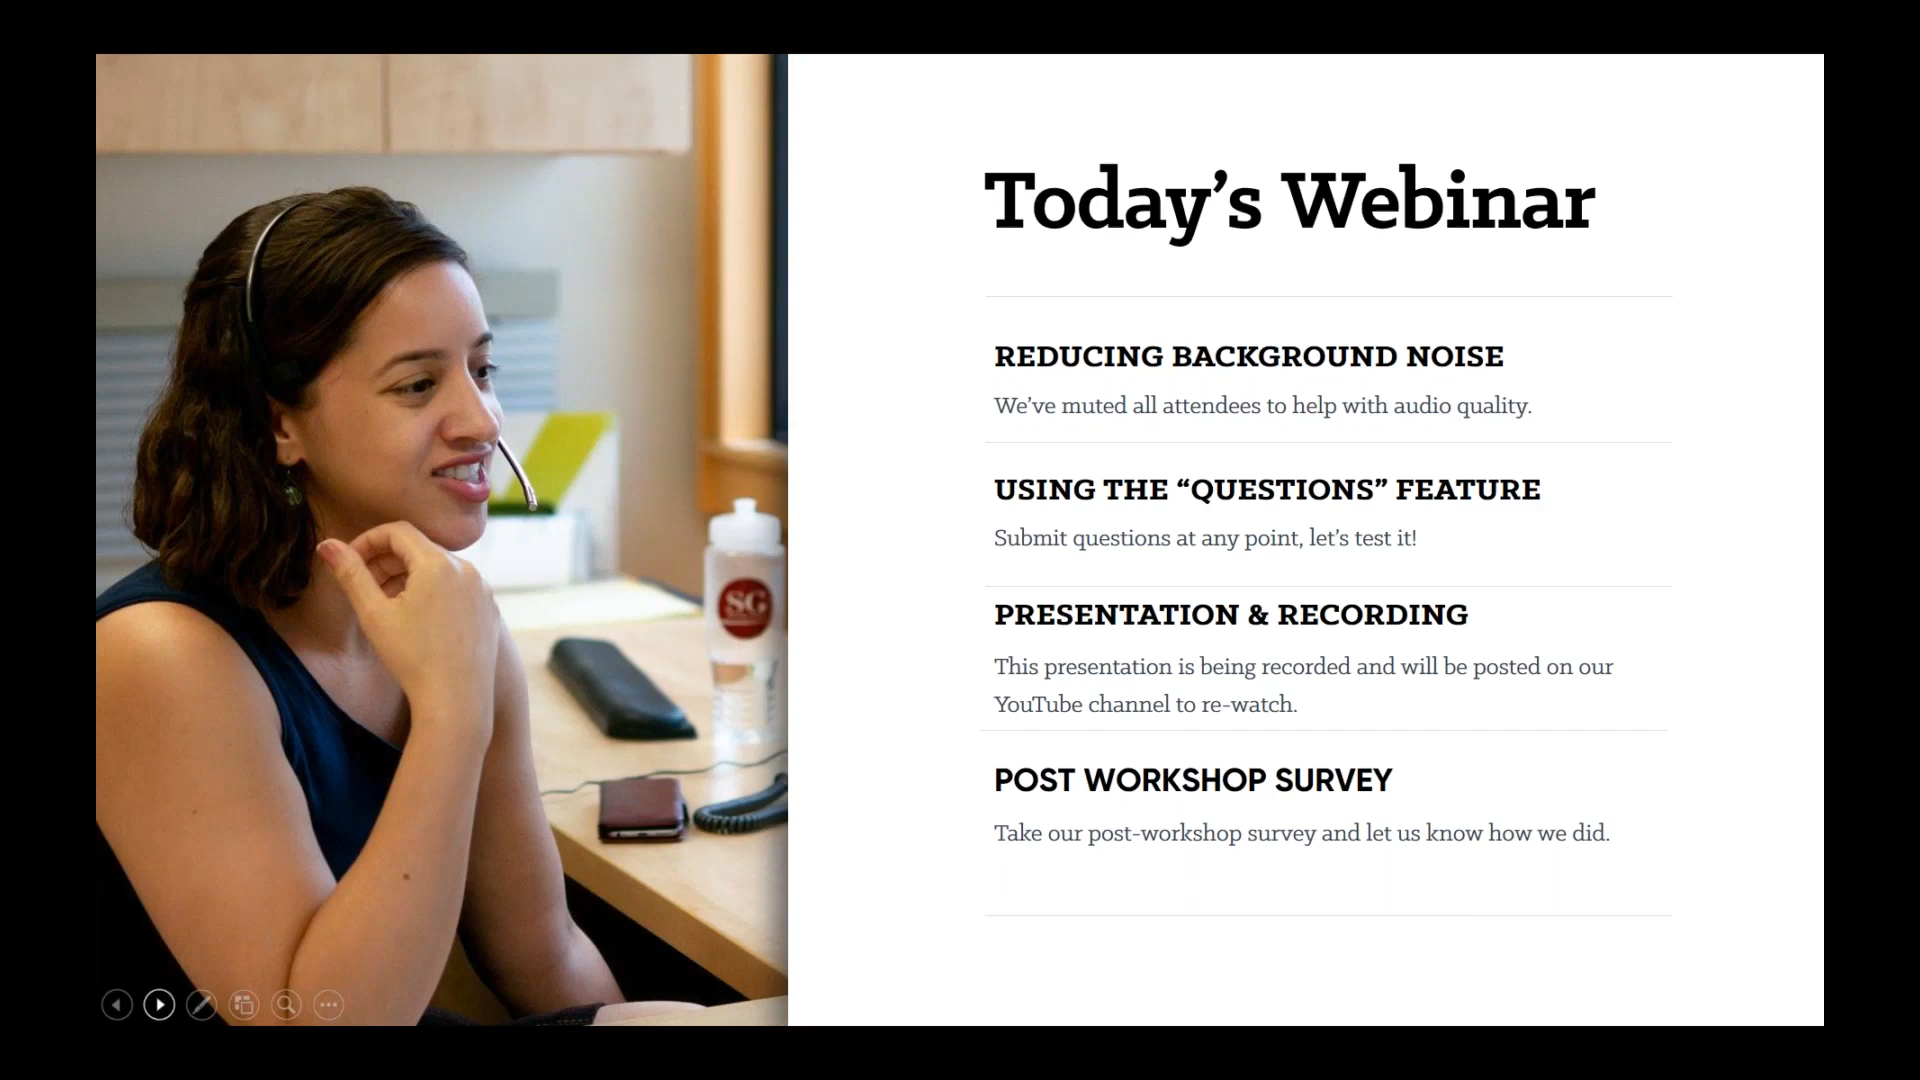 Today’s Webinar
REDUCING BACKGROUND NOISE
We’ve muted all attendees to help with audio quality.
USING THE “QUESTIONS” FEATURE
Submit questions at any point, let’s test it!
PRESENTATION & RECORDING
This presentation is being recorded and will be posted on our
YouTube channel to re-watch.
POST WORKSHOP SURVEY
Take our post-workshop survey and let us know how we did.
SG